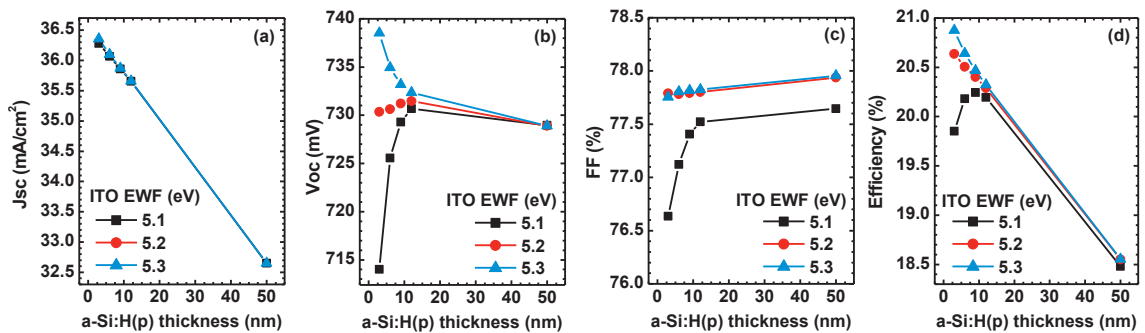 (a)
Jsc (mA/cm²)
36.5
36.0
35.5
35.0
34.5
34.0
33.5
33.0
32.5
ITO EWF (eV)
5.1
5.2
5.3
0 10 20 30 40 50
a-Si:H(p) thickness (nm)
(b)
Voc (mV)
740
735
730
725
720
715
ITO EWF (eV)
5.1
5.2
5.3
0 10 20 30 40 50
a-Si:H(p) thickness (nm)
(c)
FF (%)
78.5
78.0
77.5
77.0
76.5
76.0
ITO EWF (eV)
5.1
5.2
5.3
0 10 20 30 40 50
a-Si:H(p) thickness (nm)
(d)
Efficiency (%)
21.0
20.5
20.0
19.5
19.0
18.5
ITO EWF (eV)
5.1
5.2
5.3
0 10 20 30 40 50
a-Si:H(p) thickness (nm)